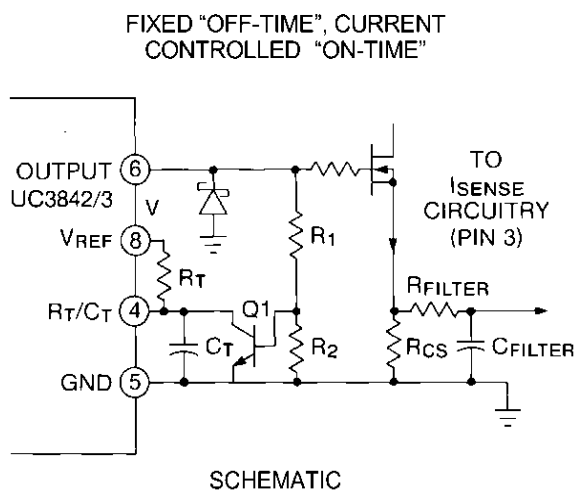 FIXED "OFF-TIME", CURRENT
CONTROLLED "ON-TIME"
OUTPUT
UC3842/3
6
V
VREF
8
RT
RT/CT
4
CT
Q1
GND
5
R1
R2
TO
ISENSE
CIRCUITRY
(PIN 3)
RFILTER
RCS
CFILTER
SCHEMATIC